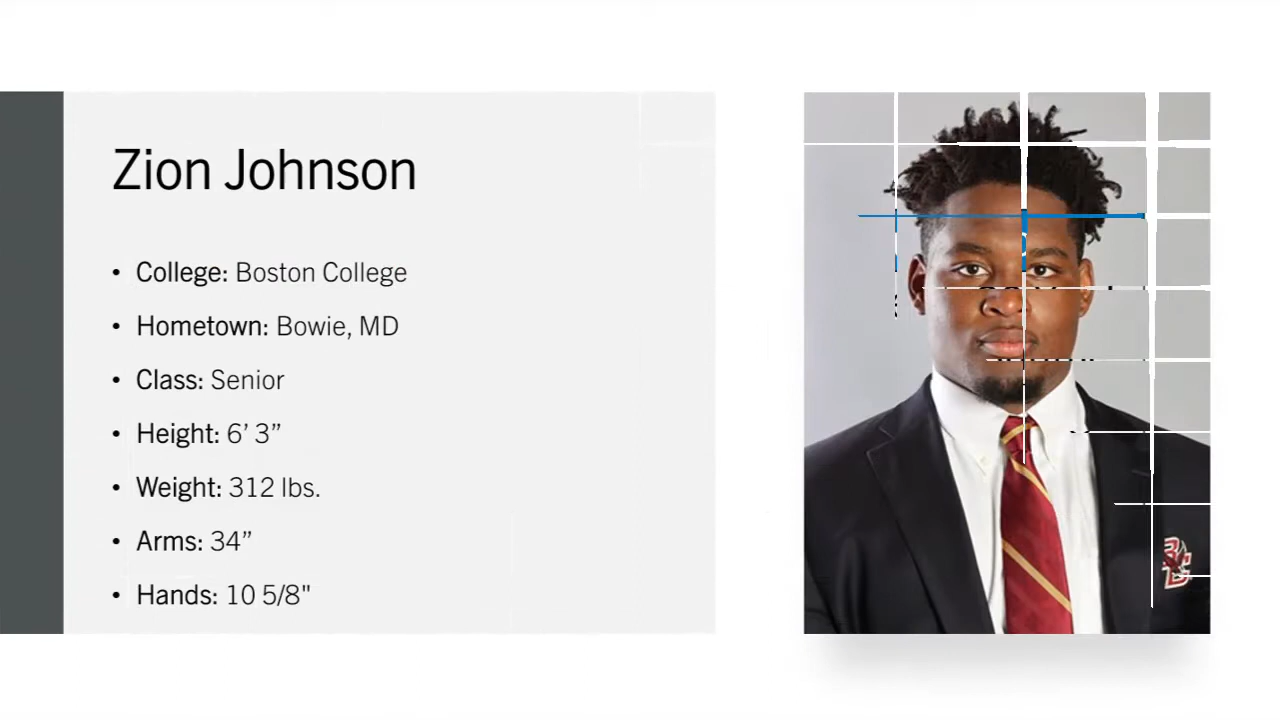 Zion Johnson
• College: Boston College
• Hometown: Bowie, MD
• Class: Senior
• Height: 6’ 3”
• Weight: 312 lbs.
• Arms: 34”
• Hands: 10 5/8"
BC